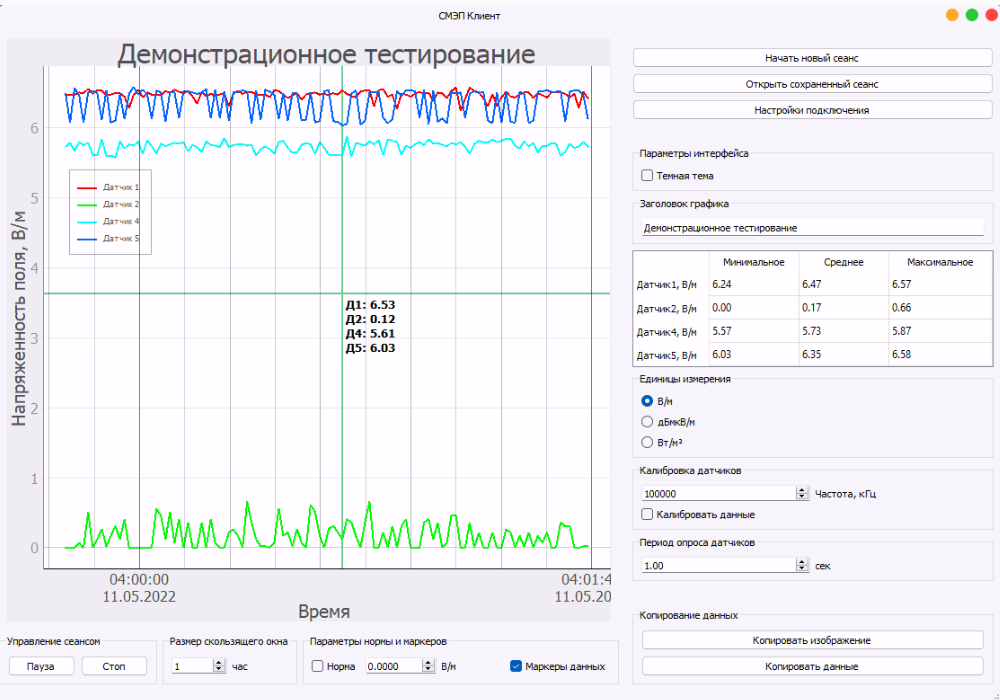 СМЭП Клиент
Демонстрационное тестирование
Напряженность поля, В/м
6
5
4
3
2
1
0
Датчик 1
Датчик 2
Датчик 4
Датчик 5
Д1: 6.53
Д2: 0.12
Д4: 5.61
Д5: 6.03
04:00:00
11.05.2022
04:01:4
11.05.20
Время
Управление сеансом
Пауза
Стоп
Размер скользящего окна
1 час
Параметры нормы и маркеров
Норма 0.0000 В/м
Маркеры данных
Начать новый сеанс
Открыть сохраненный сеанс
Настройки подключения
Параметры интерфейса
Темная тема
Заголовок графика
Демонстрационное тестирование
Минимальное Среднее Максимальное
Датчик1, В/м 6.24 6.47 6.57
Датчик2, В/м 0.00 0.17 0.66
Датчик4, В/м 5.57 5.73 5.87
Датчик5, В/м 6.03 6.35 6.58
Единицы измерения
В/м
дБмкВ/м
Вт/м²
Калибровка датчиков
100000 Частота, кГц
Калибровать данные
Период опроса датчиков
1.00 сек
Копирование данных
Копировать изображение
Копировать данные